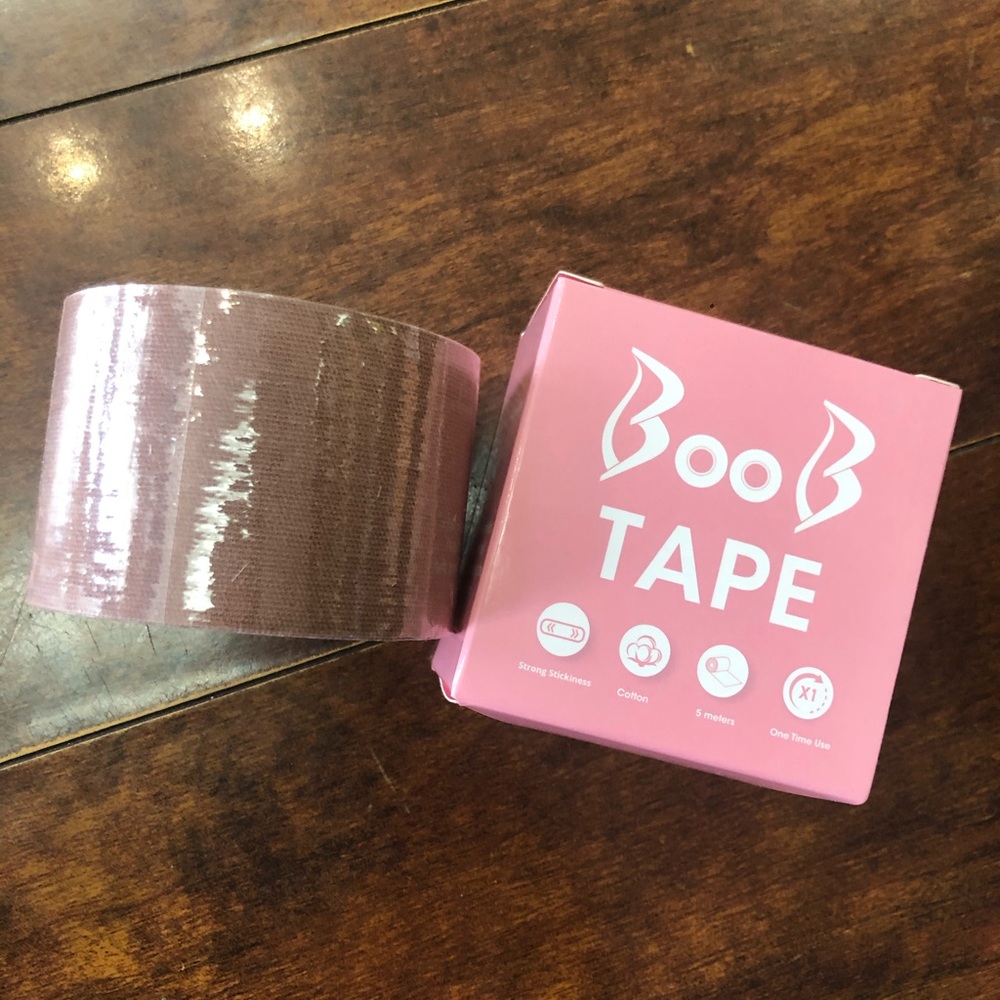 BooB
TAPE
Strong Stickiness
Cotton
5 meters
X1
One Time Use